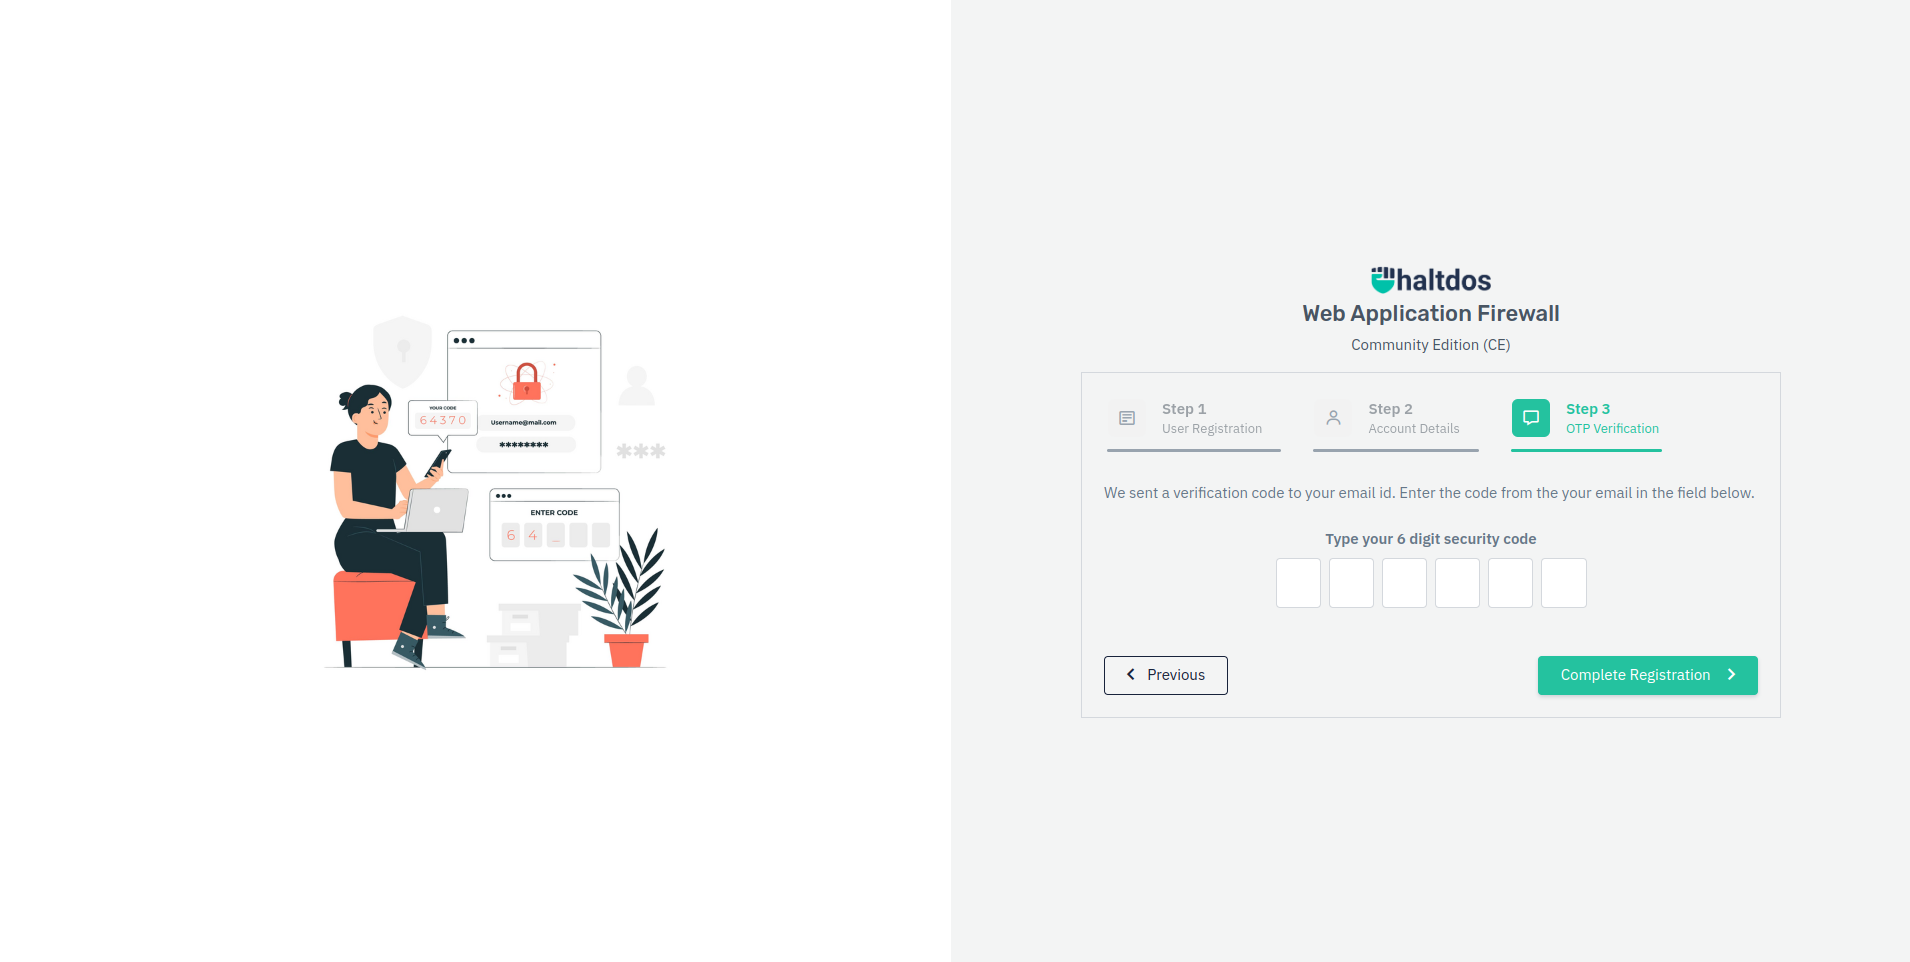 YOUR CODE
64370
Username@mail.com
********
***
ENTER CODE
6 4 _
haltdos
Web Application Firewall
Community Edition (CE)
Step 1
User Registration
Step 2
Account Details
Step 3
OTP Verification
We sent a verification code to your email id. Enter the code from the your email in the field below.
Type your 6 digit security code
Previous
Complete Registration